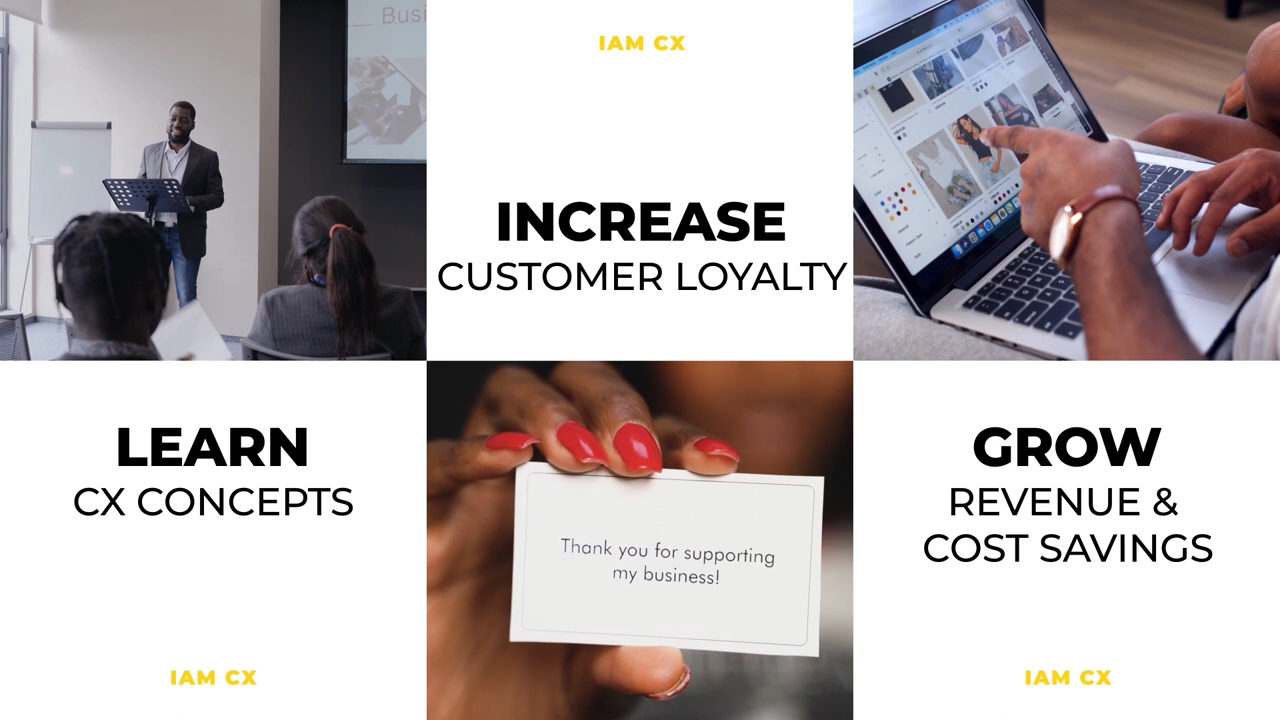 IAM CX
INCREASE
CUSTOMER LOYALTY
LEARN
CX CONCEPTS
IAM CX
Thank you for supporting
my business!
GROW
REVENUE &
COST SAVINGS
IAM CX